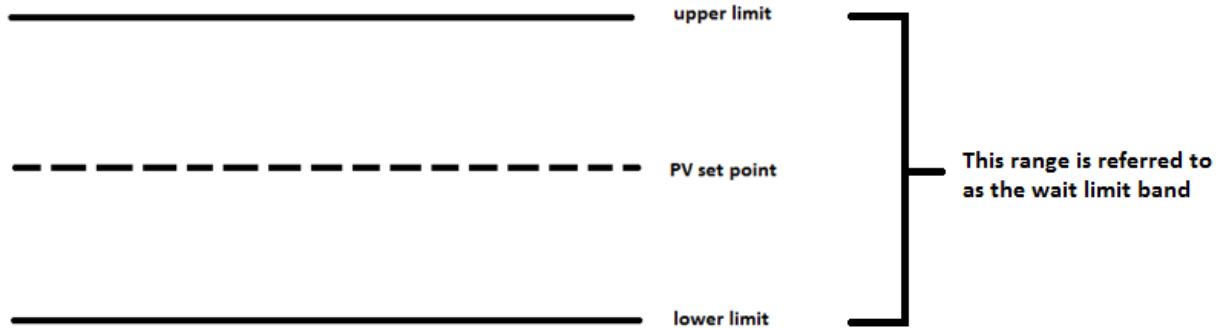 upper limit
PV set point
This range is referred to
as the wait limit band
lower limit